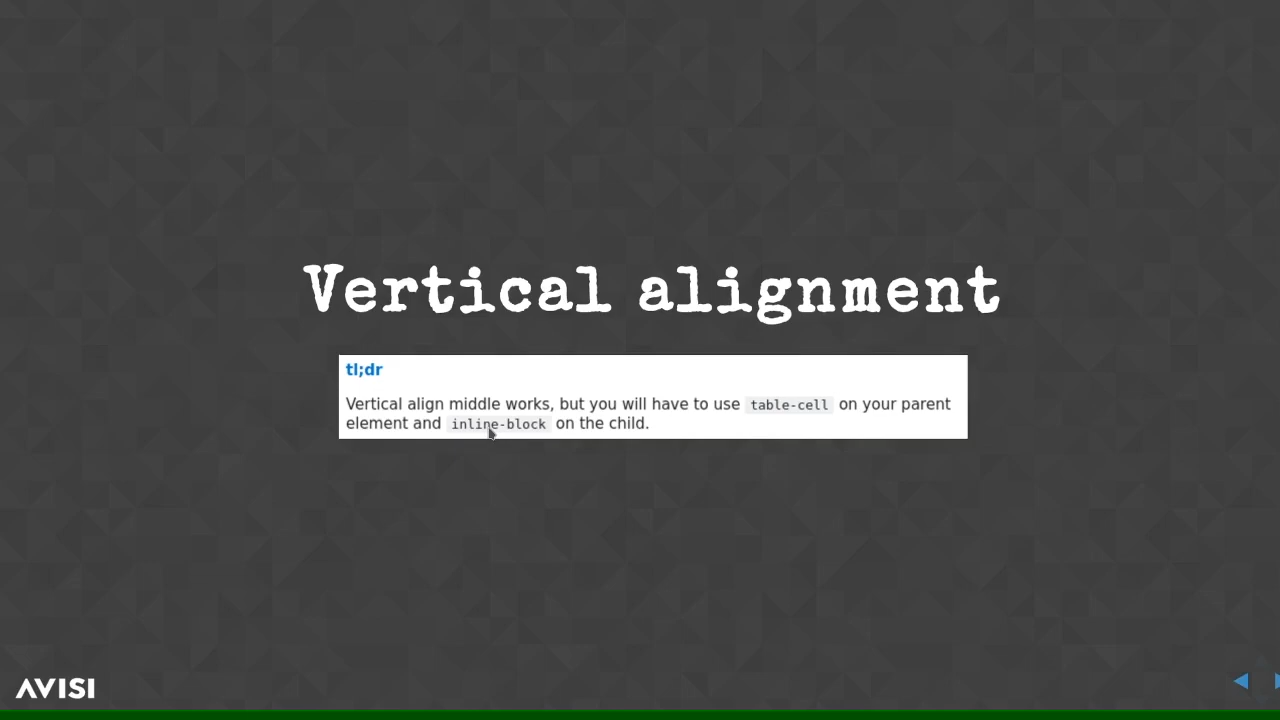 Vertical alignment
tl;dr
Vertical align middle works, but you will have to use table-cell on your parent
element and inline-block on the child.
AVISI